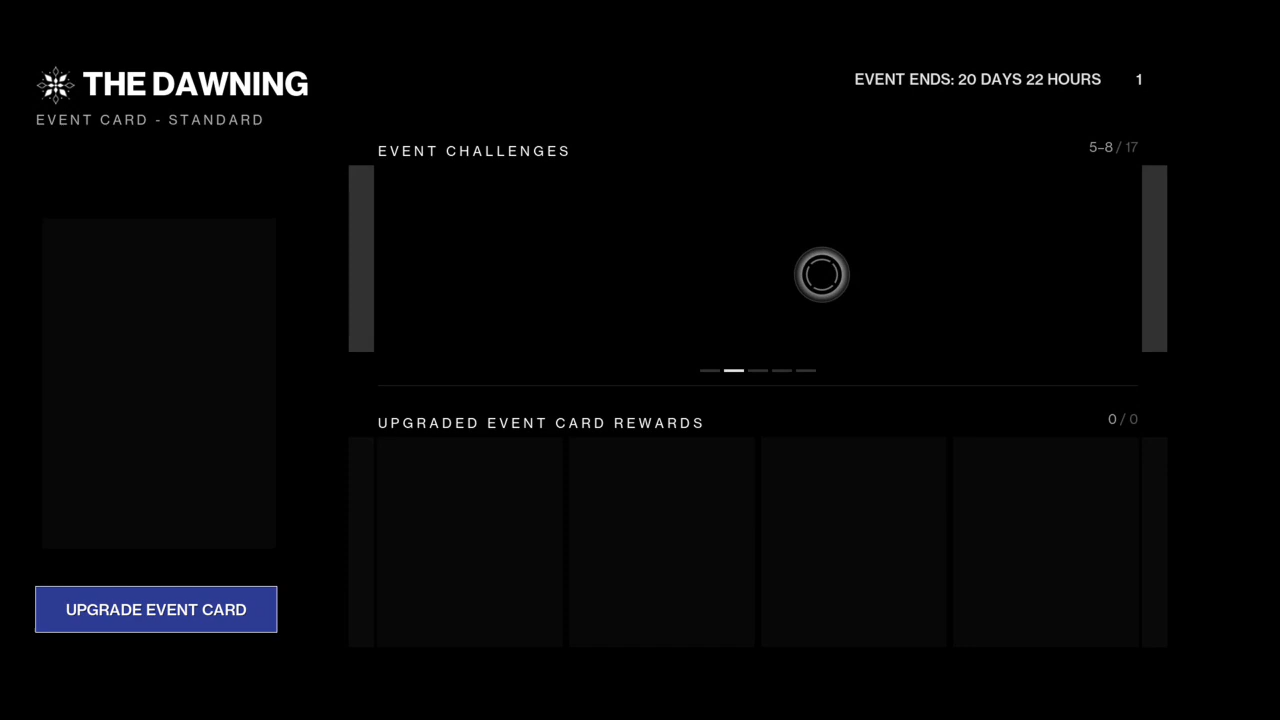 THE DAWNING
EVENT CARD - STANDARD
EVENT ENDS: 20 DAYS 22 HOURS 1
EVENT CHALLENGES
5–8 / 17
UPGRADED EVENT CARD REWARDS
0 / 0
UPGRADE EVENT CARD